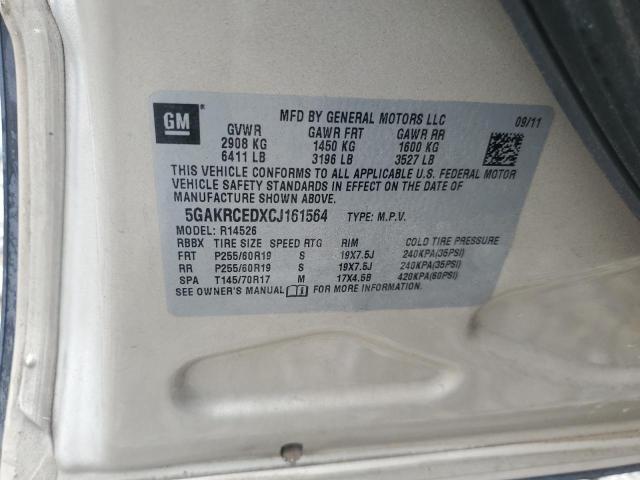 GM
MFD BY GENERAL MOTORS LLC 09/11
GVWR GAWR FRT GAWR RR
2908 KG 1450 KG 1600 KG
6411 LB 3196 LB 3527 LB
THIS VEHICLE CONFORMS TO ALL APPLICABLE U.S. FEDERAL MOTOR
VEHICLE SAFETY STANDARDS IN EFFECT ON THE DATE OF
MANUFACTURE SHOWN ABOVE.
5GAKRCEDXCJ161564 TYPE: M.P.V.
MODEL: R14526
RBBX TIRE SIZE SPEED RTG RIM COLD TIRE PRESSURE
FRT P255/60R19 S 19X7.5J 240KPA(35PSI)
RR P255/60R19 S 19X7.5J 240KPA(35PSI)
SPA T145/70R17 M 17X4.5B 420KPA(60PSI)
SEE OWNER'S MANUAL FOR MORE INFORMATION.